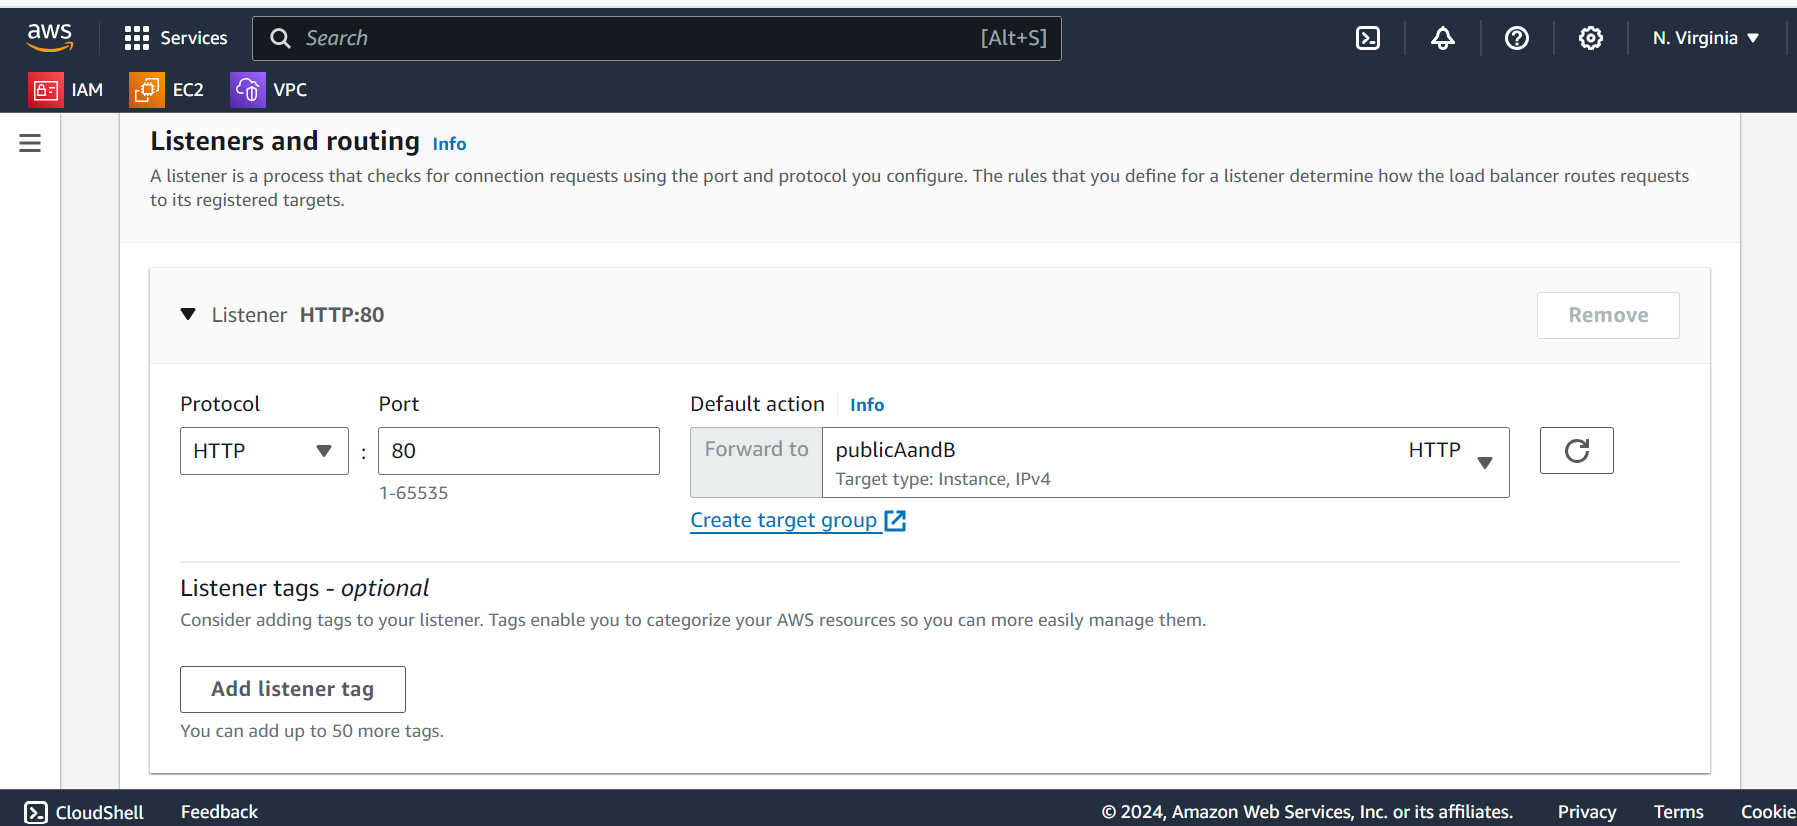 aws
Services
Search
[Alt+S]
N. Virginia
IAM
EC2
VPC
Listeners and routing Info
A listener is a process that checks for connection requests using the port and protocol you configure. The rules that you define for a listener determine how the load balancer routes requests
to its registered targets.
Listener HTTP:80
Remove
Protocol
Port
Default action
Info
HTTP
:
80
Forward to
publicAandB
HTTP
1-65535
Target type: Instance, IPv4
Create target group
Listener tags - optional
Consider adding tags to your listener. Tags enable you to categorize your AWS resources so you can more easily manage them.
Add listener tag
You can add up to 50 more tags.
CloudShell
Feedback
© 2024, Amazon Web Services, Inc. or its affiliates.
Privacy
Terms
Cookie